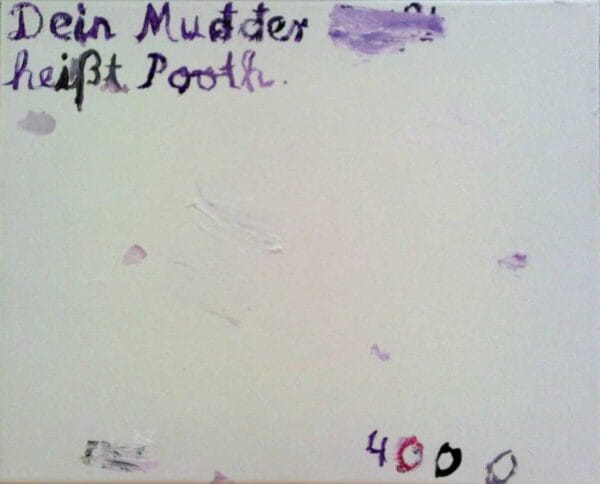 Dein Mudder
heißt Pooth.
4000